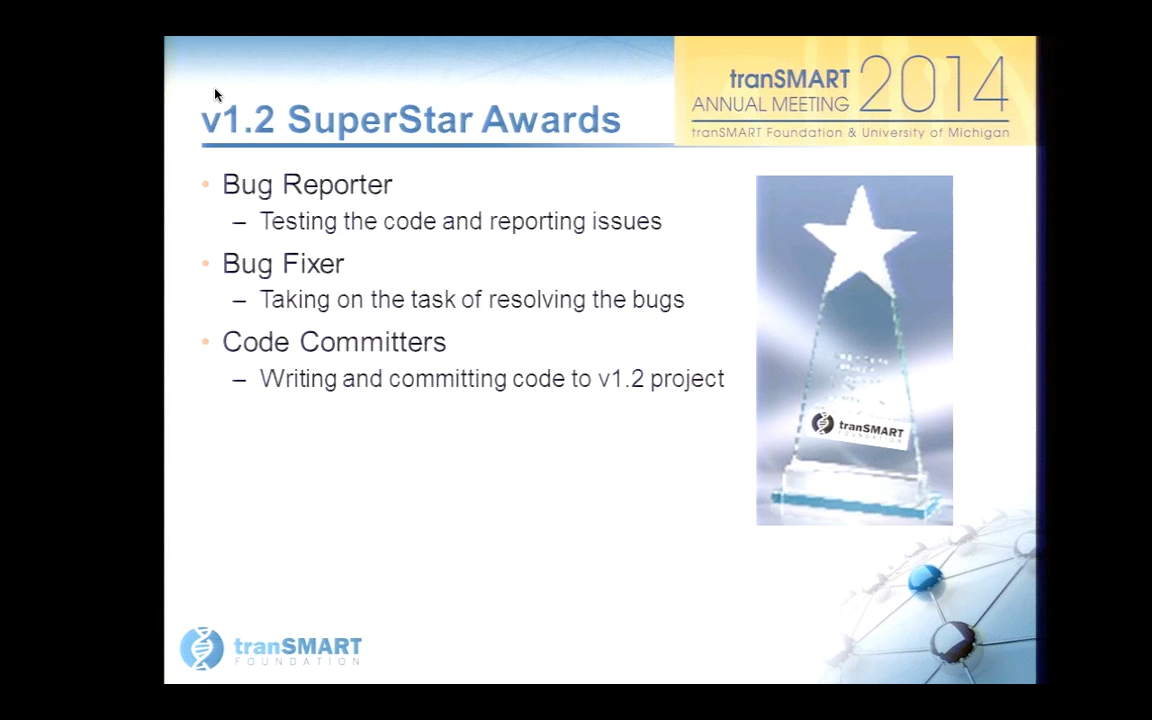 tranSMART
ANNUAL MEETING 2014
tranSMART Foundation & University of Michigan
v1.2 SuperStar Awards
• Bug Reporter
– Testing the code and reporting issues
• Bug Fixer
– Taking on the task of resolving the bugs
• Code Committers
– Writing and committing code to v1.2 project
tranSMART
FOUNDATION
tranSMART
FOUNDATION